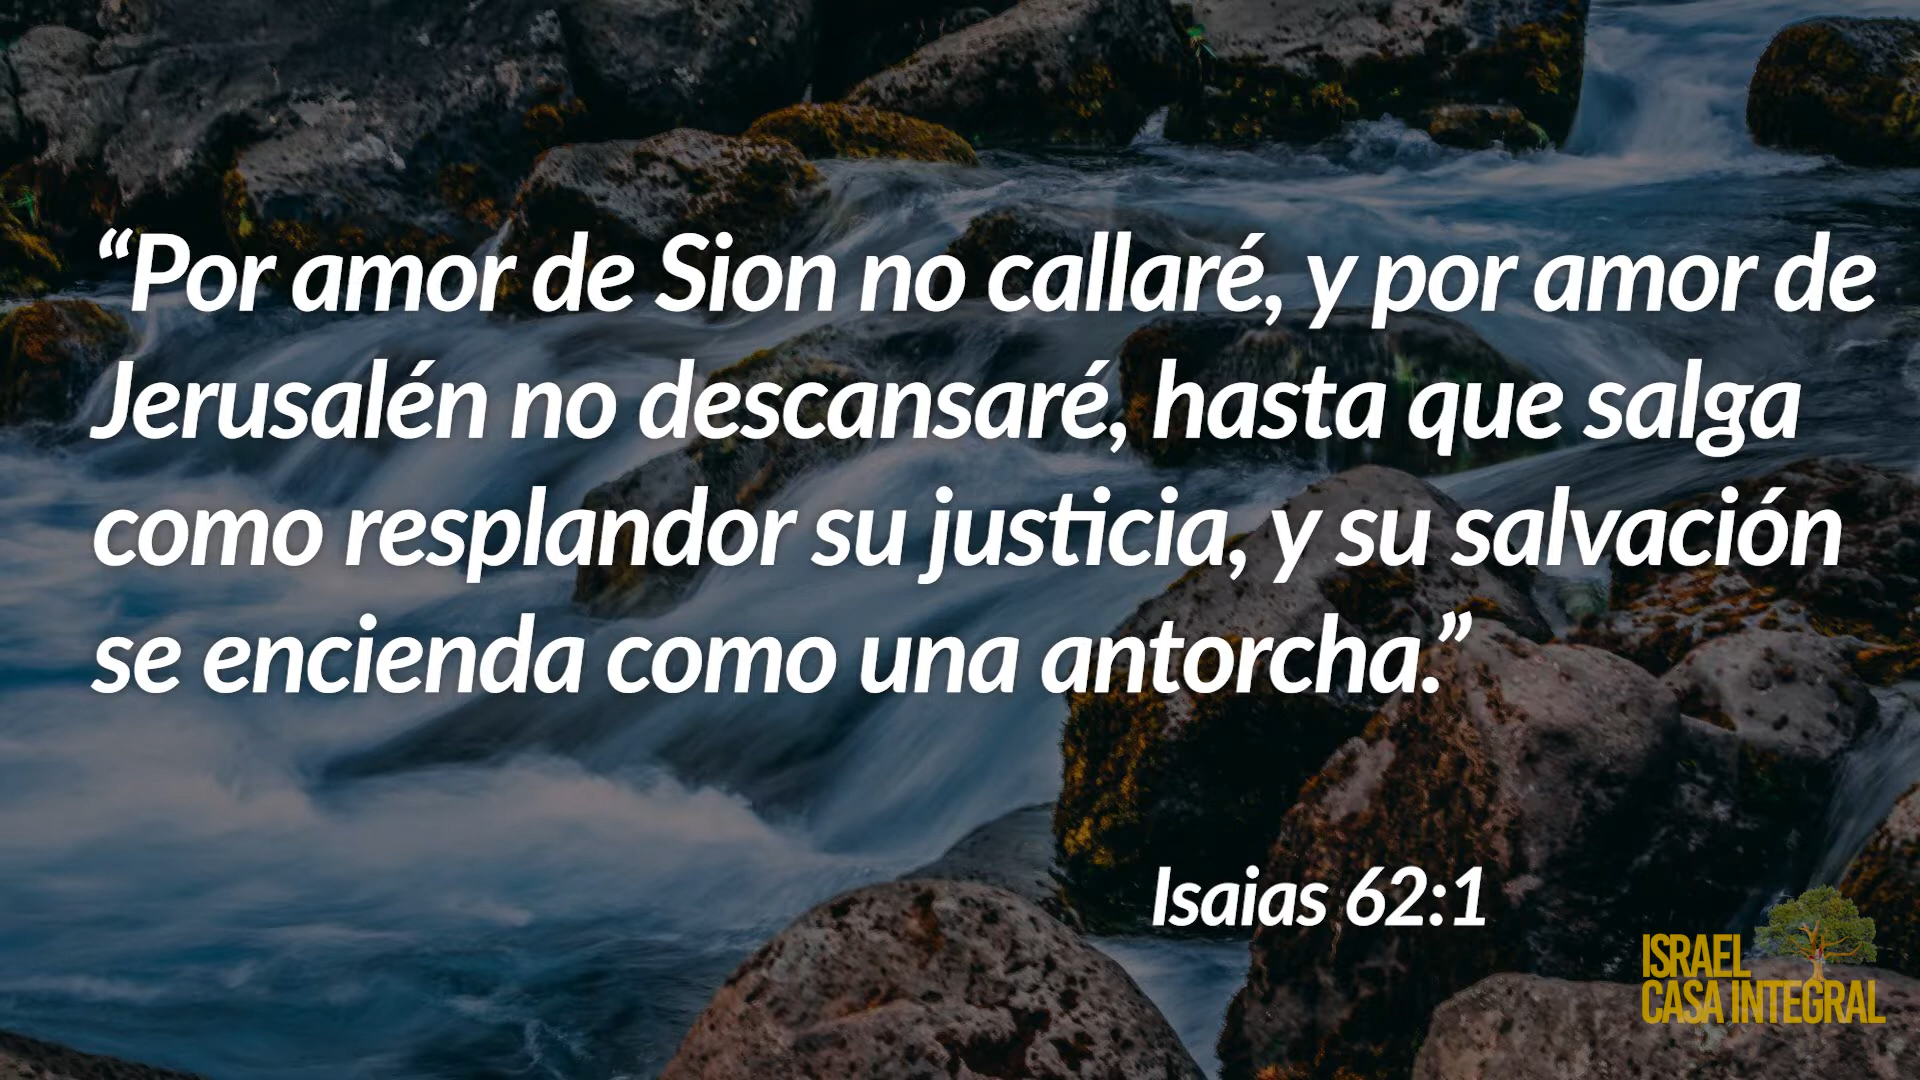 “Por amor de Sion no callaré, y por amor de
Jerusalén no descansaré, hasta que salga
como resplandor su justicia, y su salvación
se encienda como una antorcha.”
Isaias 62:1
ISRAEL
CASA INTEGRAL